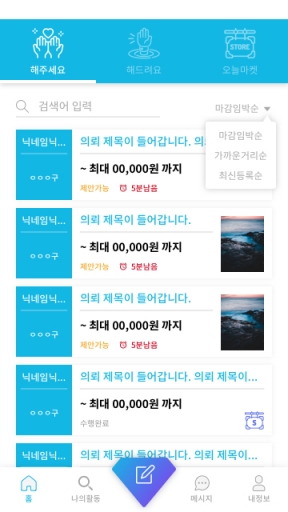 STORE
해주세요
해드려요
오늘마켓
검색어 입력
마감임박순
마감임박순
가까운거리순
최신등록순
닉네임닉...
ㅇㅇㅇ구
의뢰 제목이 들어갑니다. 의
~ 최대 00,000원 까지
제안가능
5분남음
닉네임닉...
ㅇㅇㅇ구
의뢰 제목이 들어갑니다.
~ 최대 00,000원 까지
제안가능
5분남음
닉네임닉...
ㅇㅇㅇ구
의뢰 제목이 들어갑니다.
~ 최대 00,000원 까지
제안가능
5분남음
닉네임닉...
ㅇㅇㅇ구
의뢰 제목이 들어갑니다. 의뢰 제목이...
~ 최대 00,000원 까지
수행완료
5
닉네임닉...
의뢰 제목이 들어갑니다. 의뢰 제목이...
홈
나의활동
메시지
내정보